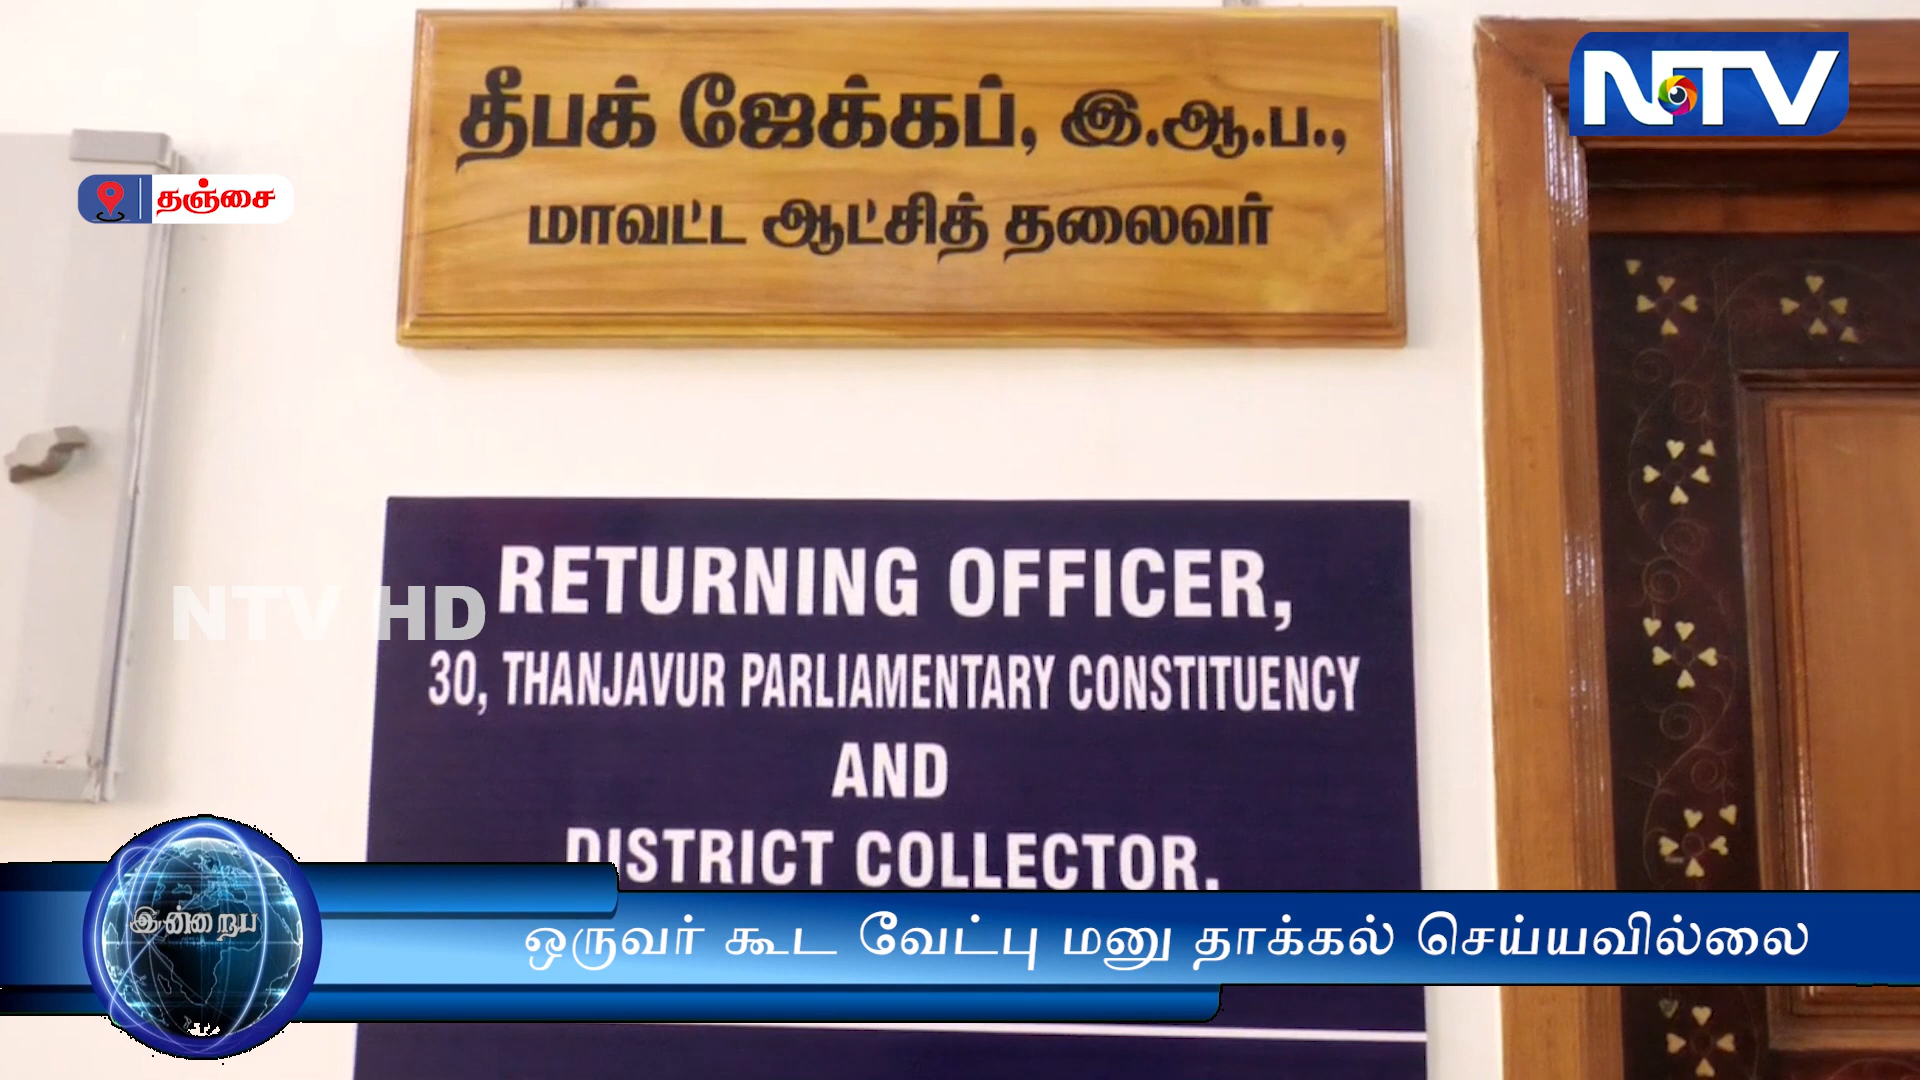 தீபக் ஜேக்கப், இ.ஆ.ப.,
மாவட்ட ஆட்சித் தலைவர்
NTV
தஞ்சை
RETURNING OFFICER,
NTV HD
30, THANJAVUR PARLIAMENTARY CONSTITUENCY
AND
DISTRICT COLLECTOR,
இன்றைய
ஒருவர் கூட வேட்பு மனு தாக்கல் செய்யவில்லை